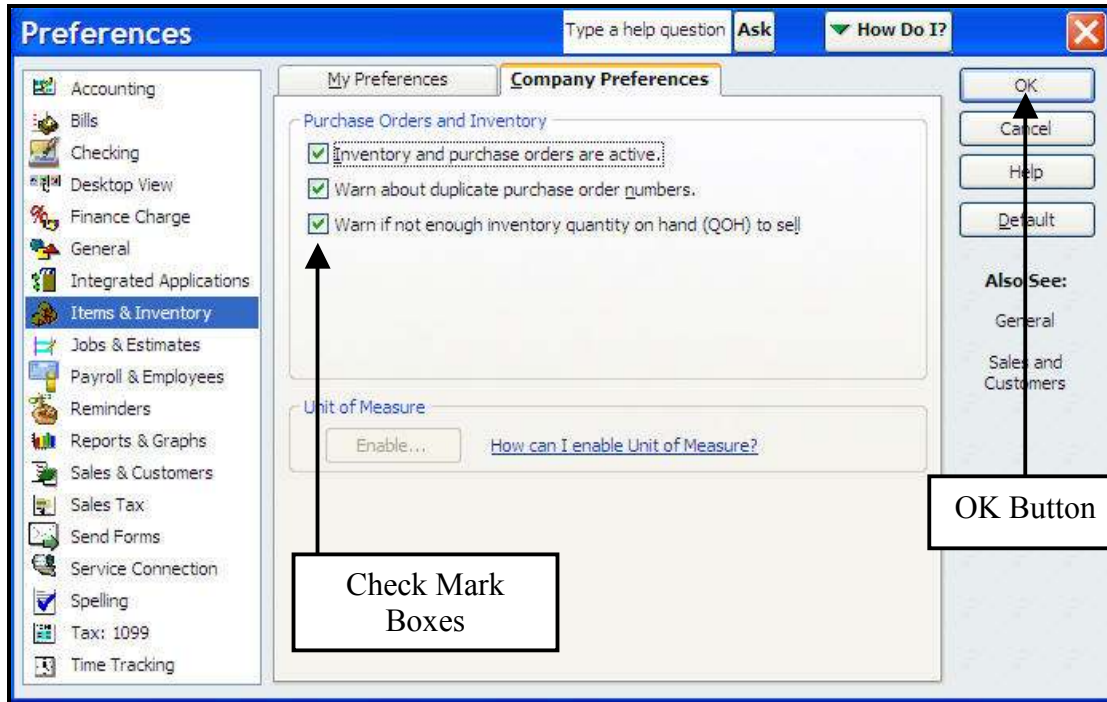 Preferences
Type a help question Ask
How Do I?
Accounting
Bills
Checking
Desktop View
Finance Charge
General
Integrated Applications
Items & Inventory
Jobs & Estimates
Payroll & Employees
Reminders
Reports & Graphs
Sales & Customers
Sales Tax
Send Forms
Service Connection
Spelling
Tax: 1099
Time Tracking
My Preferences
Company Preferences
Purchase Orders and Inventory
Inventory and purchase orders are active.
Warn about duplicate purchase order numbers.
Warn if not enough inventory quantity on hand (QOH) to sell
Unit of Measure
Enable...
How can I enable Unit of Measure?
Check Mark
Boxes
OK
Cancel
Help
Default
Also See:
General
Sales and
Customers
OK Button